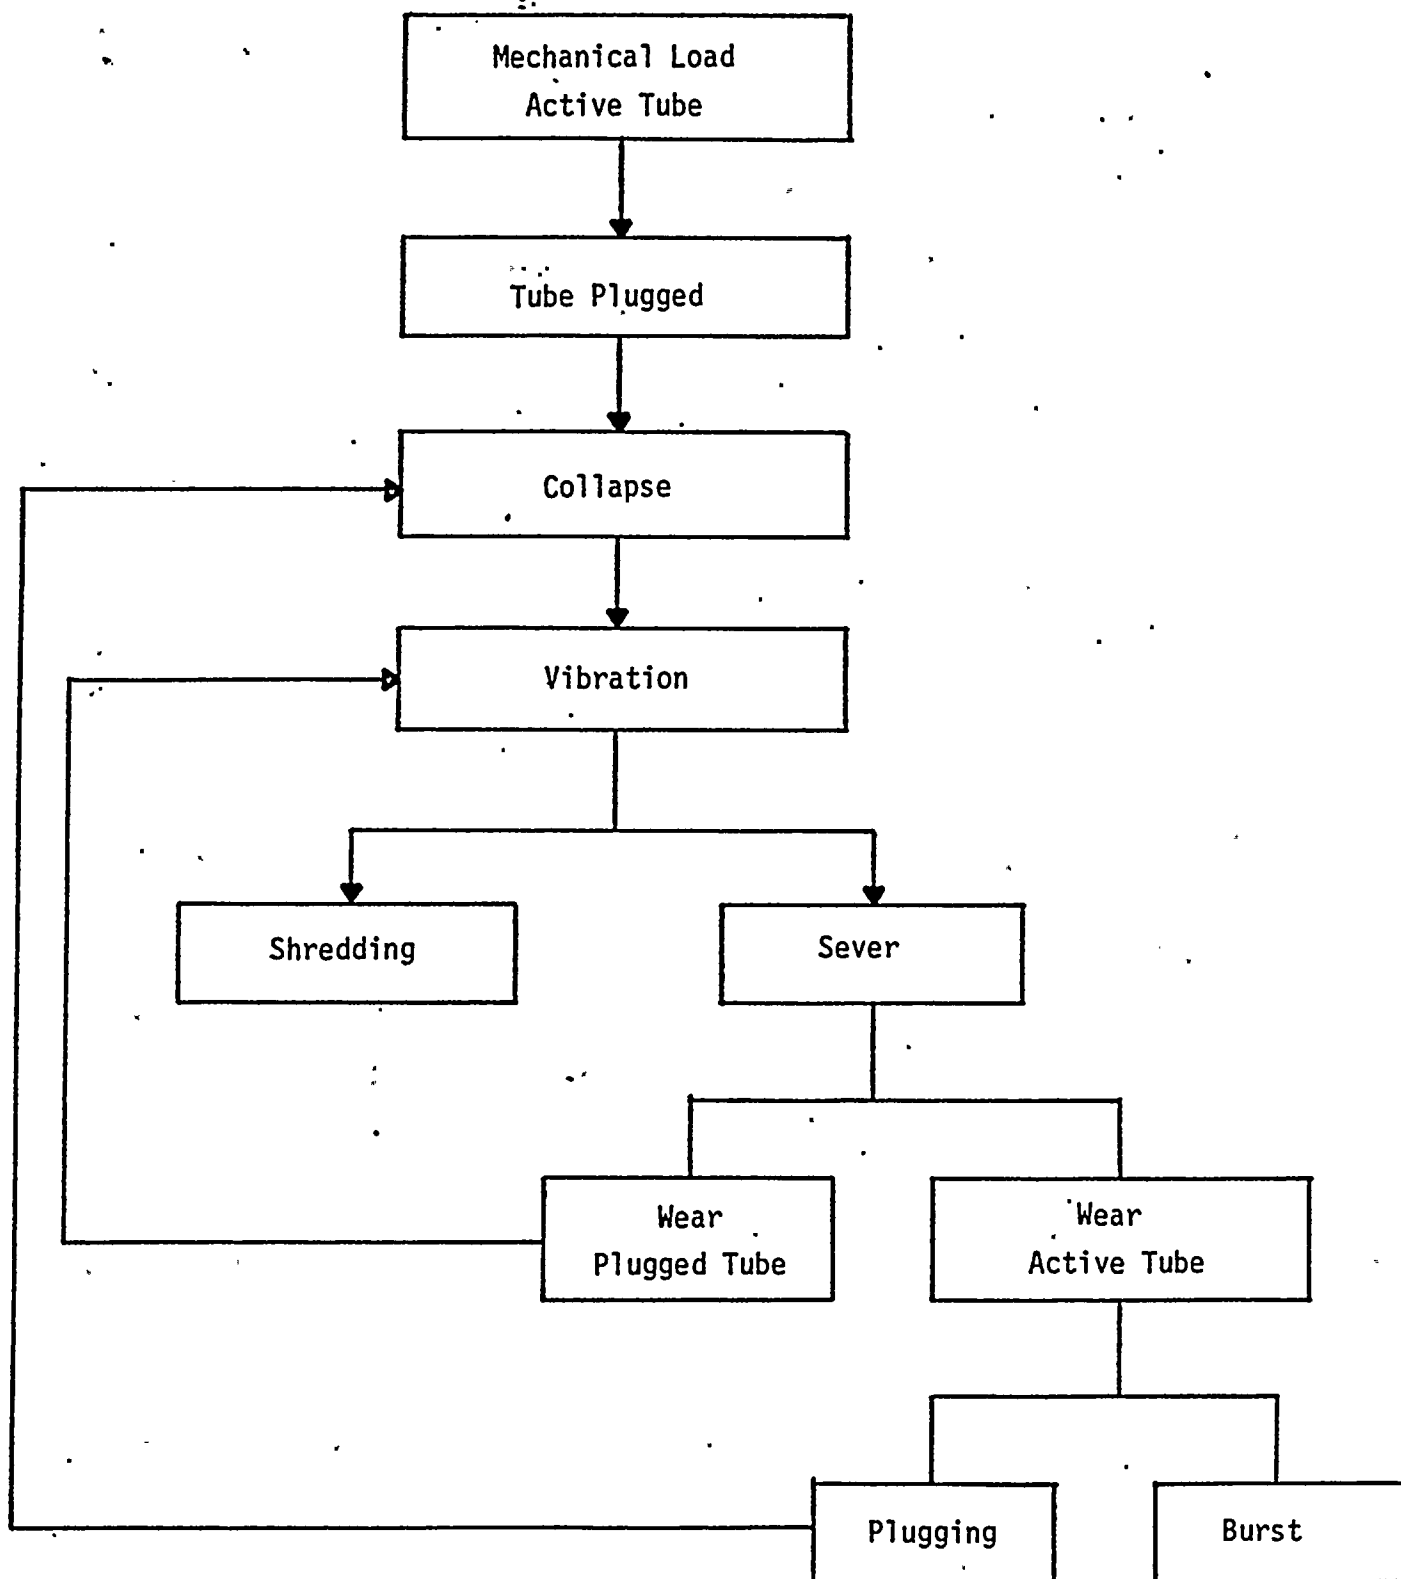 Mechanical Load
Active Tube
Tube Plugged
Collapse
Vibration
Shredding
Sever
Wear
Plugged Tube
Wear
Active Tube
Plugging
Burst